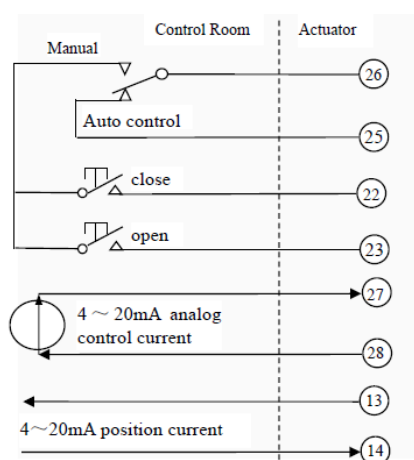 Control Room
Actuator
Manual
26
Auto control
25
close
22
open
23
27
4～20mA analog
control current
28
13
4～20mA position current
14